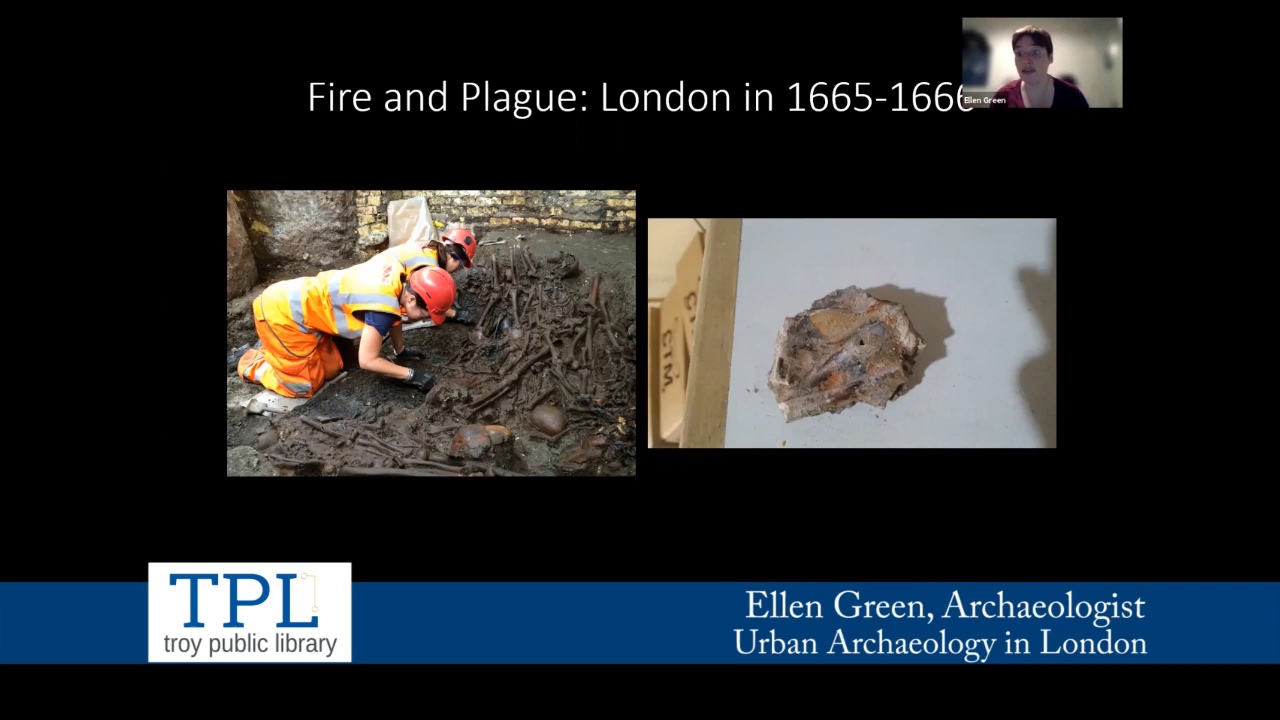 Fire and Plague: London in 1665-1666
Ellen Green
CTM
TPL
troy public library
Ellen Green, Archaeologist
Urban Archaeology in London